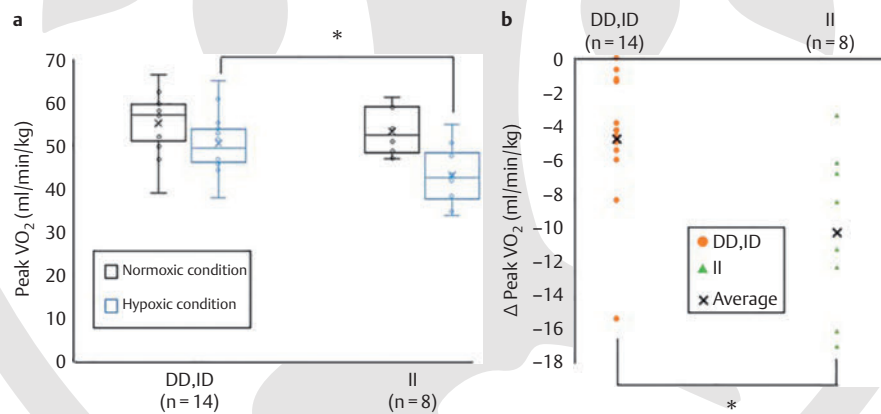 a
*
70
60
50
40
30
20
10
0
Peak VO₂ (ml/min/kg)
Normoxic condition
Hypoxic condition
DD,ID
(n = 14)
II
(n = 8)
b
DD,ID
(n = 14)
II
(n = 8)
0
−2
−4
−6
−8
−10
−12
−14
−16
−18
Δ Peak VO₂ (ml/min/kg)
DD,ID
II
Average
*